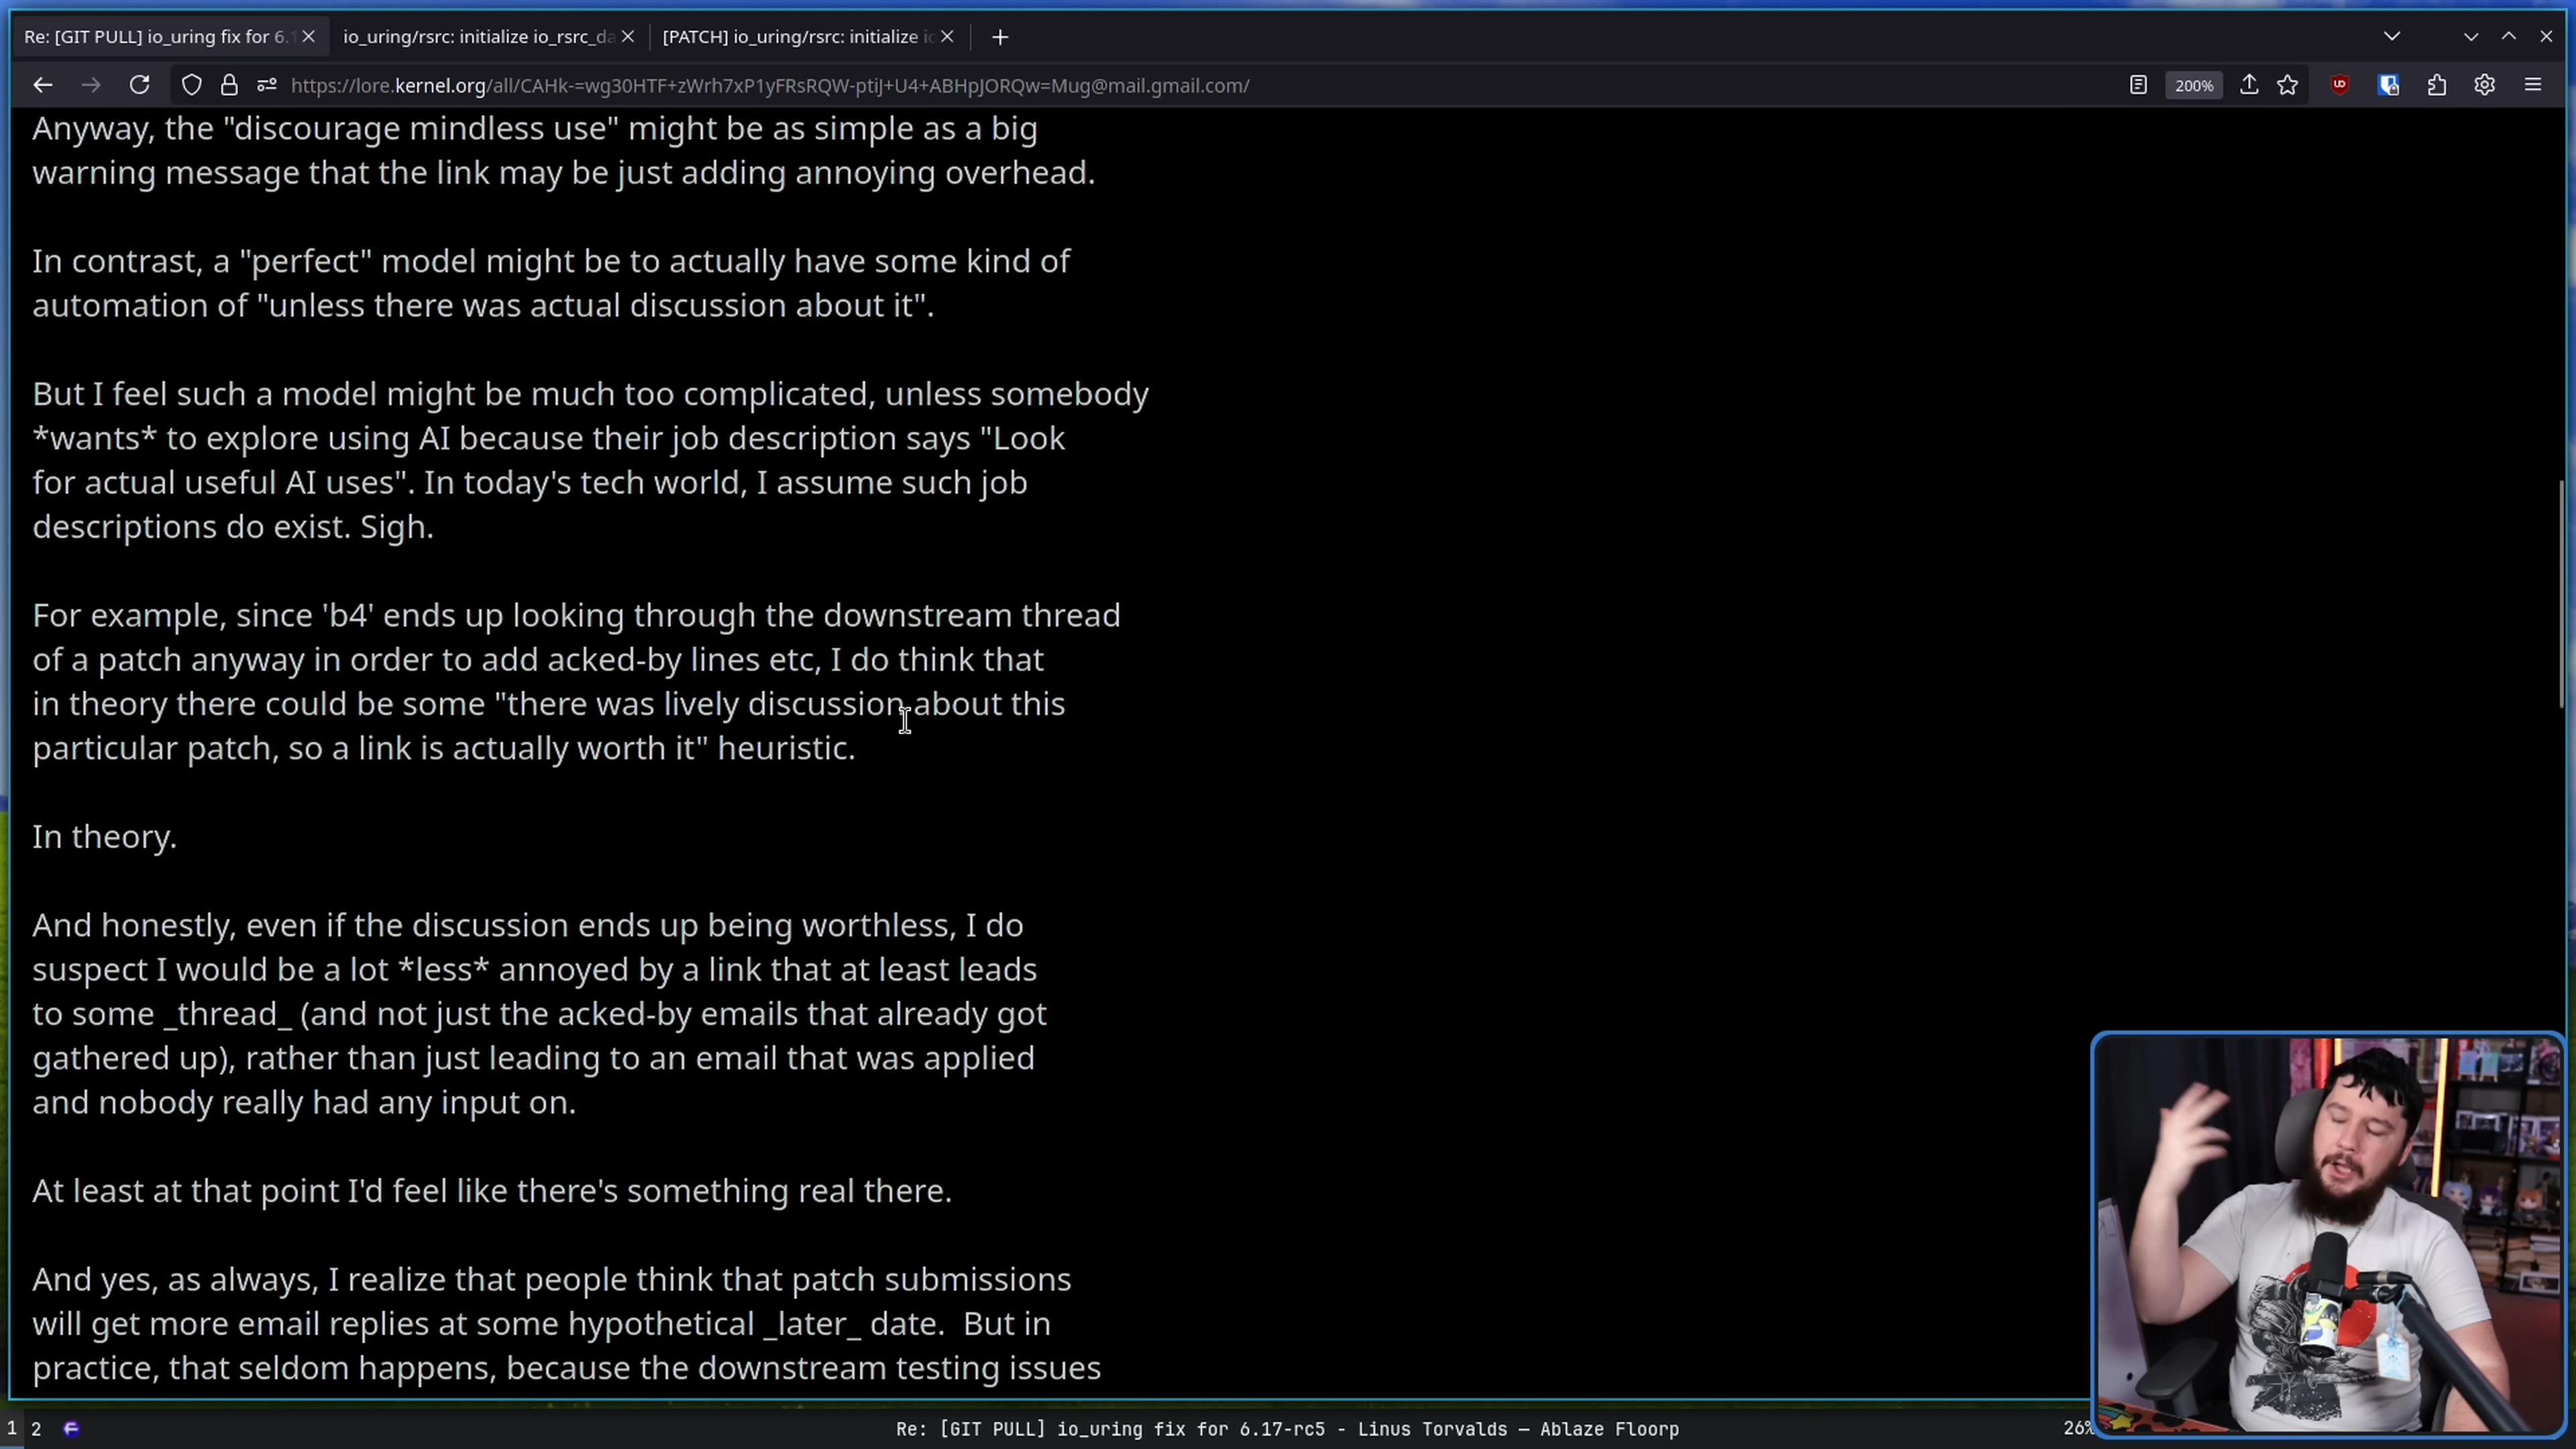 Re: [GIT PULL] io_uring fix for 6.1
io_uring/rsrc: initialize io_rsrc_da
[PATCH] io_uring/rsrc: initialize io
https://lore.kernel.org/all/CAHk-=wg30HTF+zWrh7xP1yFRsRQW-ptiJ+U4+ABHpJORQw=Mug@mail.gmail.com/
200%
Anyway, the "discourage mindless use" might be as simple as a big
warning message that the link may be just adding annoying overhead.
In contrast, a "perfect" model might be to actually have some kind of
automation of "unless there was actual discussion about it".
But I feel such a model might be much too complicated, unless somebody
*wants* to explore using AI because their job description says "Look
for actual useful AI uses". In today's tech world, I assume such job
descriptions do exist. Sigh.
For example, since 'b4' ends up looking through the downstream thread
of a patch anyway in order to add acked-by lines etc, I do think that
in theory there could be some "there was lively discussion about this
particular patch, so a link is actually worth it" heuristic.
In theory.
And honestly, even if the discussion ends up being worthless, I do
suspect I would be a lot *less* annoyed by a link that at least leads
to some _thread_ (and not just the acked-by emails that already got
gathered up), rather than just leading to an email that was applied
and nobody really had any input on.
At least at that point I'd feel like there's something real there.
And yes, as always, I realize that people think that patch submissions
will get more email replies at some hypothetical _later_ date.  But in
practice, that seldom happens, because the downstream testing issues
1 2
Re: [GIT PULL] io_uring fix for 6.17-rc5 - Linus Torvalds — Ablaze Floorp
26%